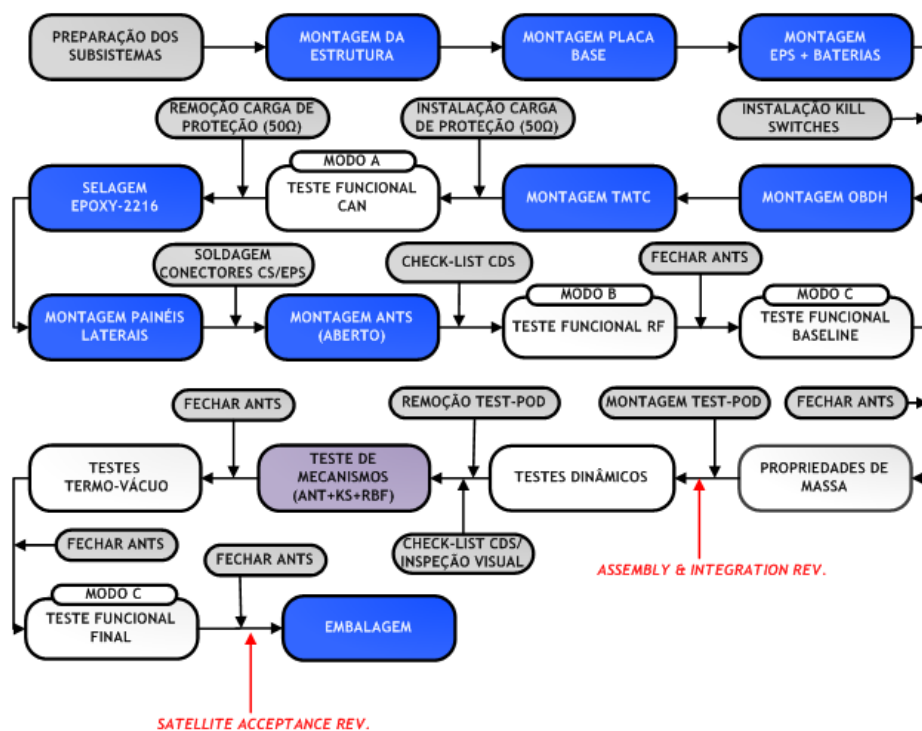 PREPARAÇÃO DOS
SUBSISTEMAS
MONTAGEM DA
ESTRUTURA
MONTAGEM PLACA
BASE
MONTAGEM
EPS + BATERIAS
REMOÇÃO CARGA DE
PROTEÇÃO (50Ω)
INSTALAÇÃO CARGA
DE PROTEÇÃO (50Ω)
INSTALAÇÃO KILL
SWITCHES
SELAGEM
EPOXY-2216
MODO A
TESTE FUNCIONAL
CAN
MONTAGEM TMTC
MONTAGEM OBDH
SOLDAGEM
CONECTORES CS/EPS
CHECK-LIST CDS
FECHAR ANTS
MONTAGEM PAINÉIS
LATERAIS
MONTAGEM ANTS
(ABERTO)
MODO B
TESTE FUNCIONAL RF
MODO C
TESTE FUNCIONAL
BASELINE
FECHAR ANTS
REMOÇÃO TEST-POD
MONTAGEM TEST-POD
FECHAR ANTS
TESTES
TERMO-VÁCUO
TESTE DE
MECANISMOS
(ANT+KS+RBF)
TESTES DINÂMICOS
PROPRIEDADES DE
MASSA
FECHAR ANTS
FECHAR ANTS
CHECK-LIST CDS/
INSPEÇÃO VISUAL
ASSEMBLY & INTEGRATION REV.
MODO C
TESTE FUNCIONAL
FINAL
EMBALAGEM
SATELLITE ACCEPTANCE REV.